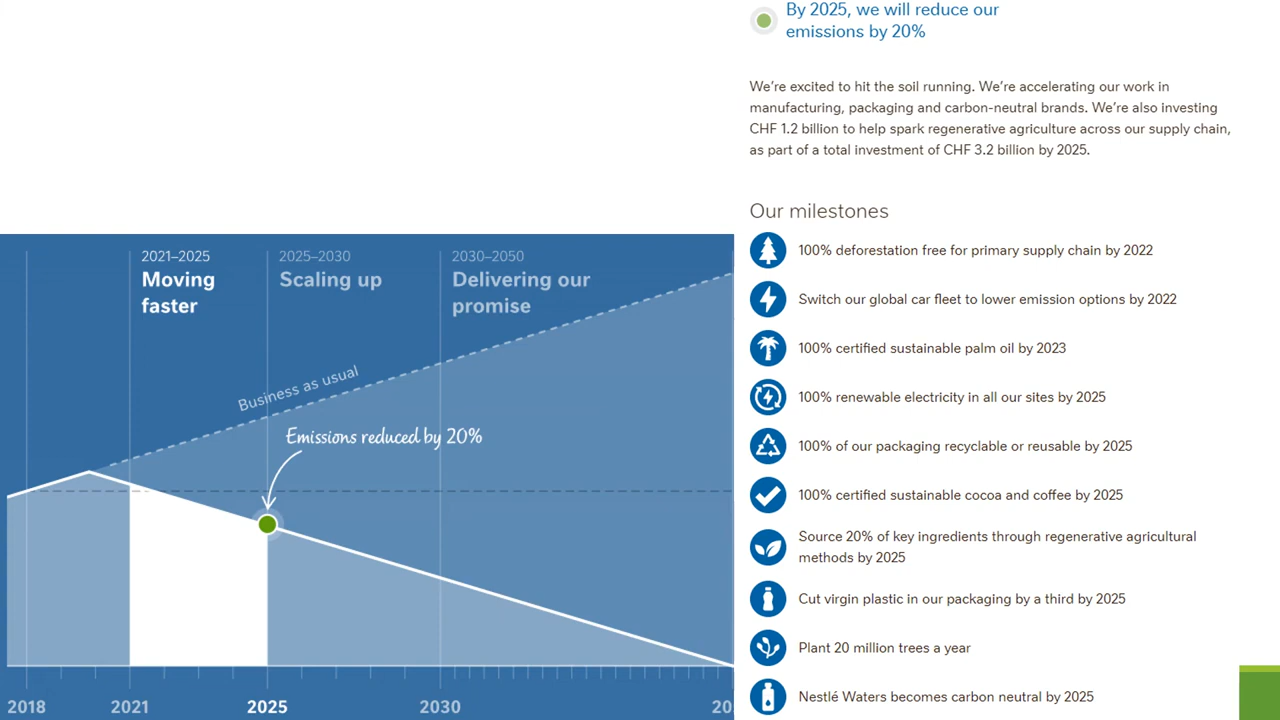 By 2025, we will reduce our
emissions by 20%
We're excited to hit the soil running. We're accelerating our work in
manufacturing, packaging and carbon-neutral brands. We're also investing
CHF 1.2 billion to help spark regenerative agriculture across our supply chain,
as part of a total investment of CHF 3.2 billion by 2025.
Our milestones
100% deforestation free for primary supply chain by 2022
Switch our global car fleet to lower emission options by 2022
100% certified sustainable palm oil by 2023
100% renewable electricity in all our sites by 2025
100% of our packaging recyclable or reusable by 2025
100% certified sustainable cocoa and coffee by 2025
Source 20% of key ingredients through regenerative agricultural
methods by 2025
Cut virgin plastic in our packaging by a third by 2025
Plant 20 million trees a year
Nestlé Waters becomes carbon neutral by 2025
2021–2025
Moving
faster
2025–2030
Scaling up
2030–2050
Delivering our
promise
Business as usual
Emissions reduced by 20%
2018 2021 2025 2030